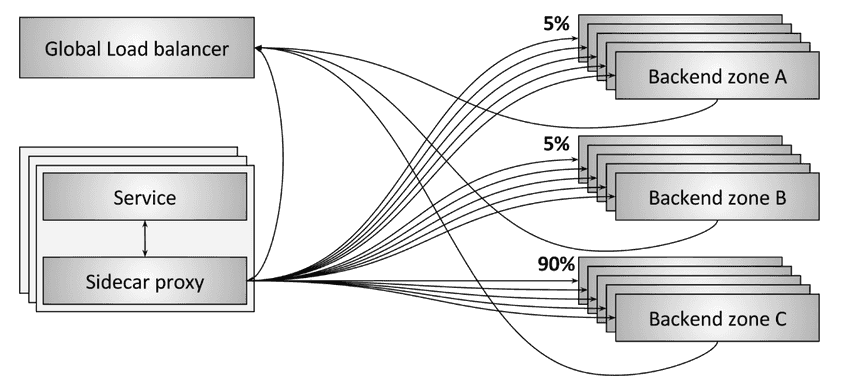 Global Load balancer
5%
Backend zone A
5%
Backend zone B
Service
90%
Sidecar proxy
Backend zone C